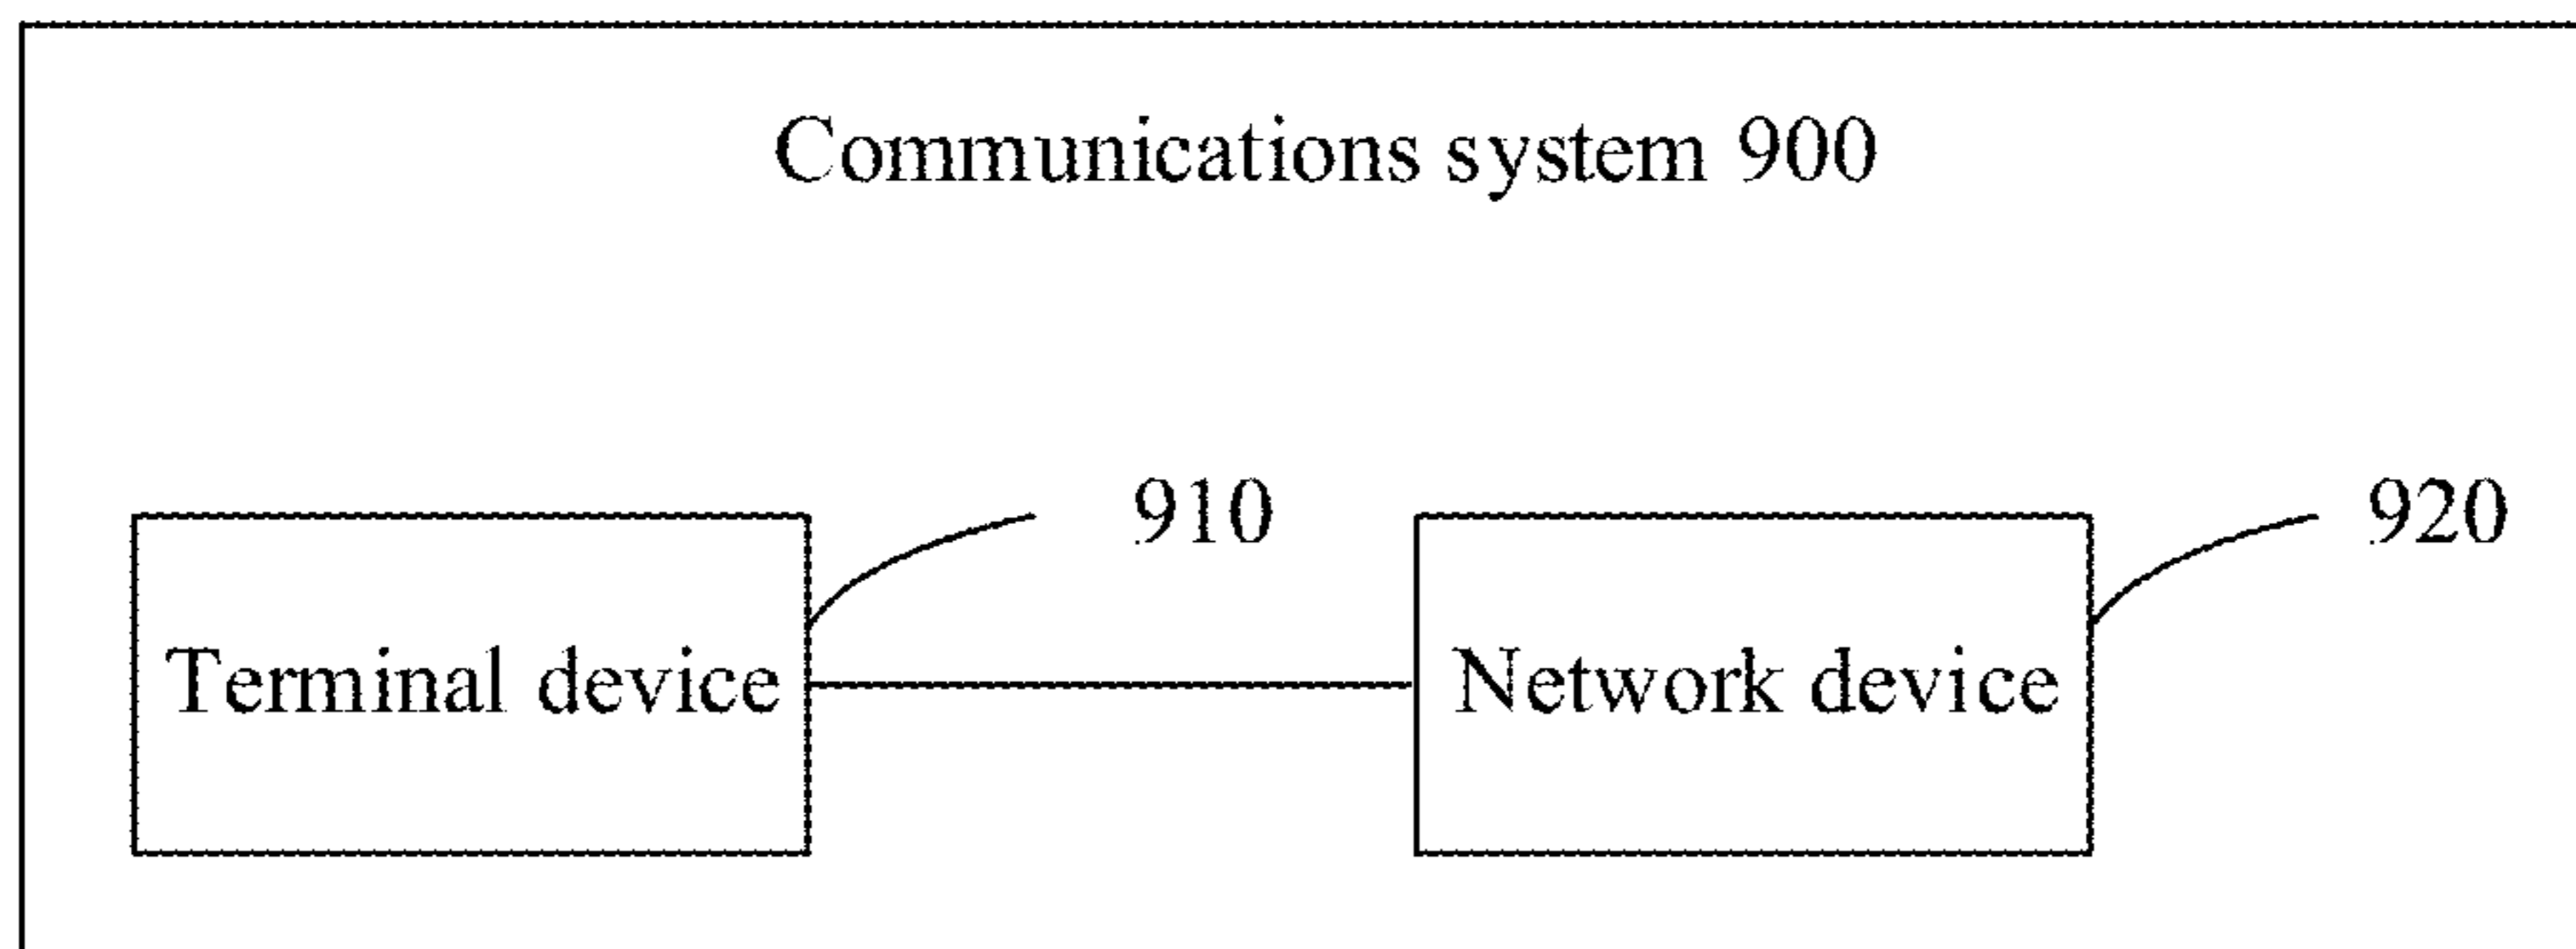 Communications system 900
910
920
Terminal device
Network device